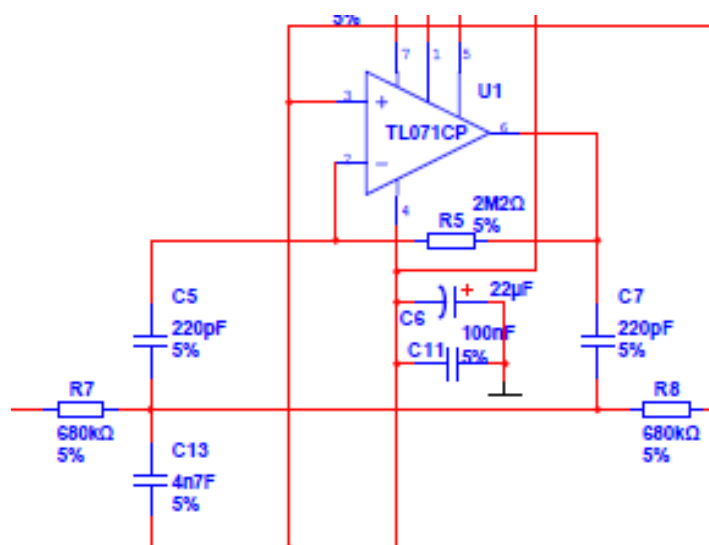 5%
7
1
5
U1
3
+
TL071CP
6
2
−
4
2M2Ω
R5
5%
C5
220pF
5%
+
22µF
C6
100nF
C11
5%
C7
220pF
5%
R7
680kΩ
5%
R8
680kΩ
5%
C13
4n7F
5%